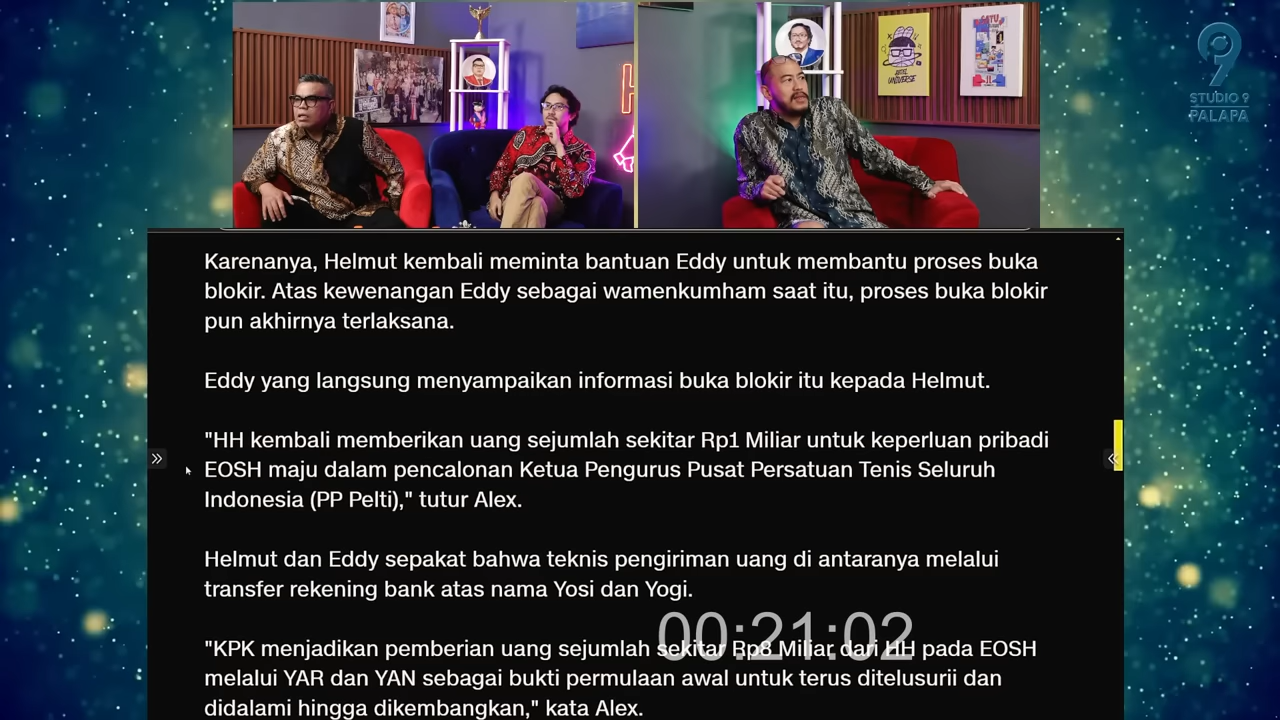 STUDIO 9
PALAPA
UNIVERSE
SATU
Karenanya, Helmut kembali meminta bantuan Eddy untuk membantu proses buka
blokir. Atas kewenangan Eddy sebagai wamenkumham saat itu, proses buka blokir
pun akhirnya terlaksana.
Eddy yang langsung menyampaikan informasi buka blokir itu kepada Helmut.
"HH kembali memberikan uang sejumlah sekitar Rp1 Miliar untuk keperluan pribadi
EOSH maju dalam pencalonan Ketua Pengurus Pusat Persatuan Tenis Seluruh
Indonesia (PP Pelti)," tutur Alex.
Helmut dan Eddy sepakat bahwa teknis pengiriman uang di antaranya melalui
transfer rekening bank atas nama Yosi dan Yogi.
00:21:02
"KPK menjadikan pemberian uang sejumlah sekitar Rp8 Miliar dari HH pada EOSH
melalui YAR dan YAN sebagai bukti permulaan awal untuk terus ditelusurii dan
didalami hingga dikembangkan," kata Alex.